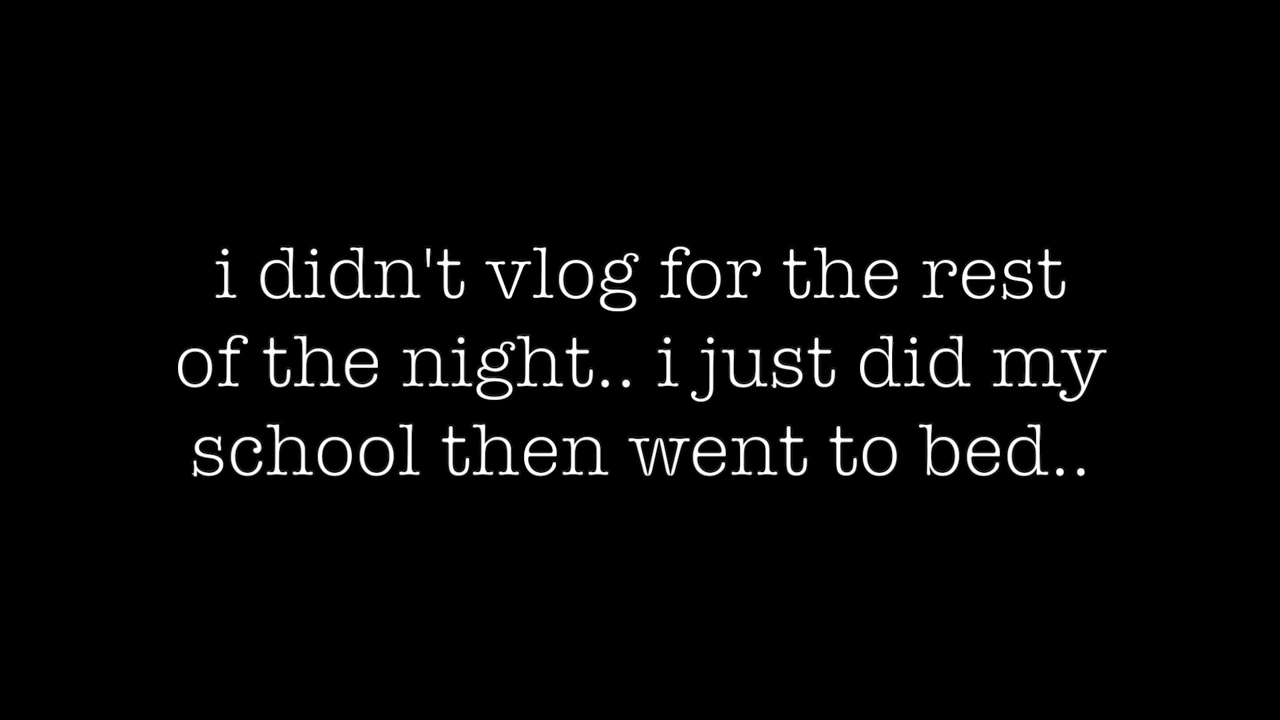 i didn't vlog for the rest
of the night.. i just did my
school then went to bed..